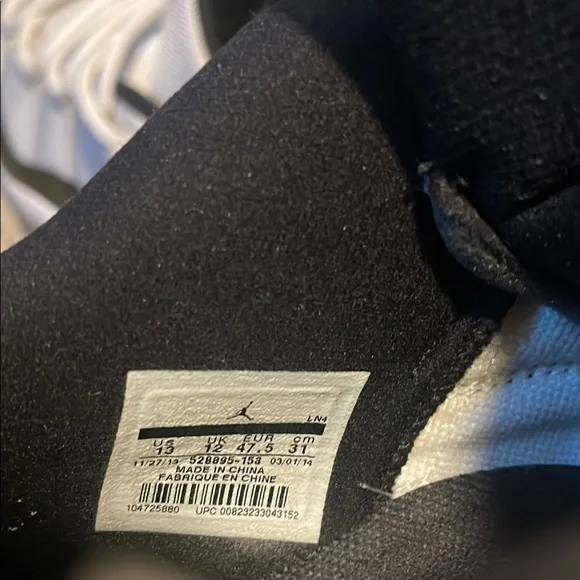 LN4
US UK EUR cm
13 12 47.5 31
11/27/13 528895-153 03/01/14
MADE IN CHINA
FABRIQUE EN CHINE
104725880 UPC 00823233043152